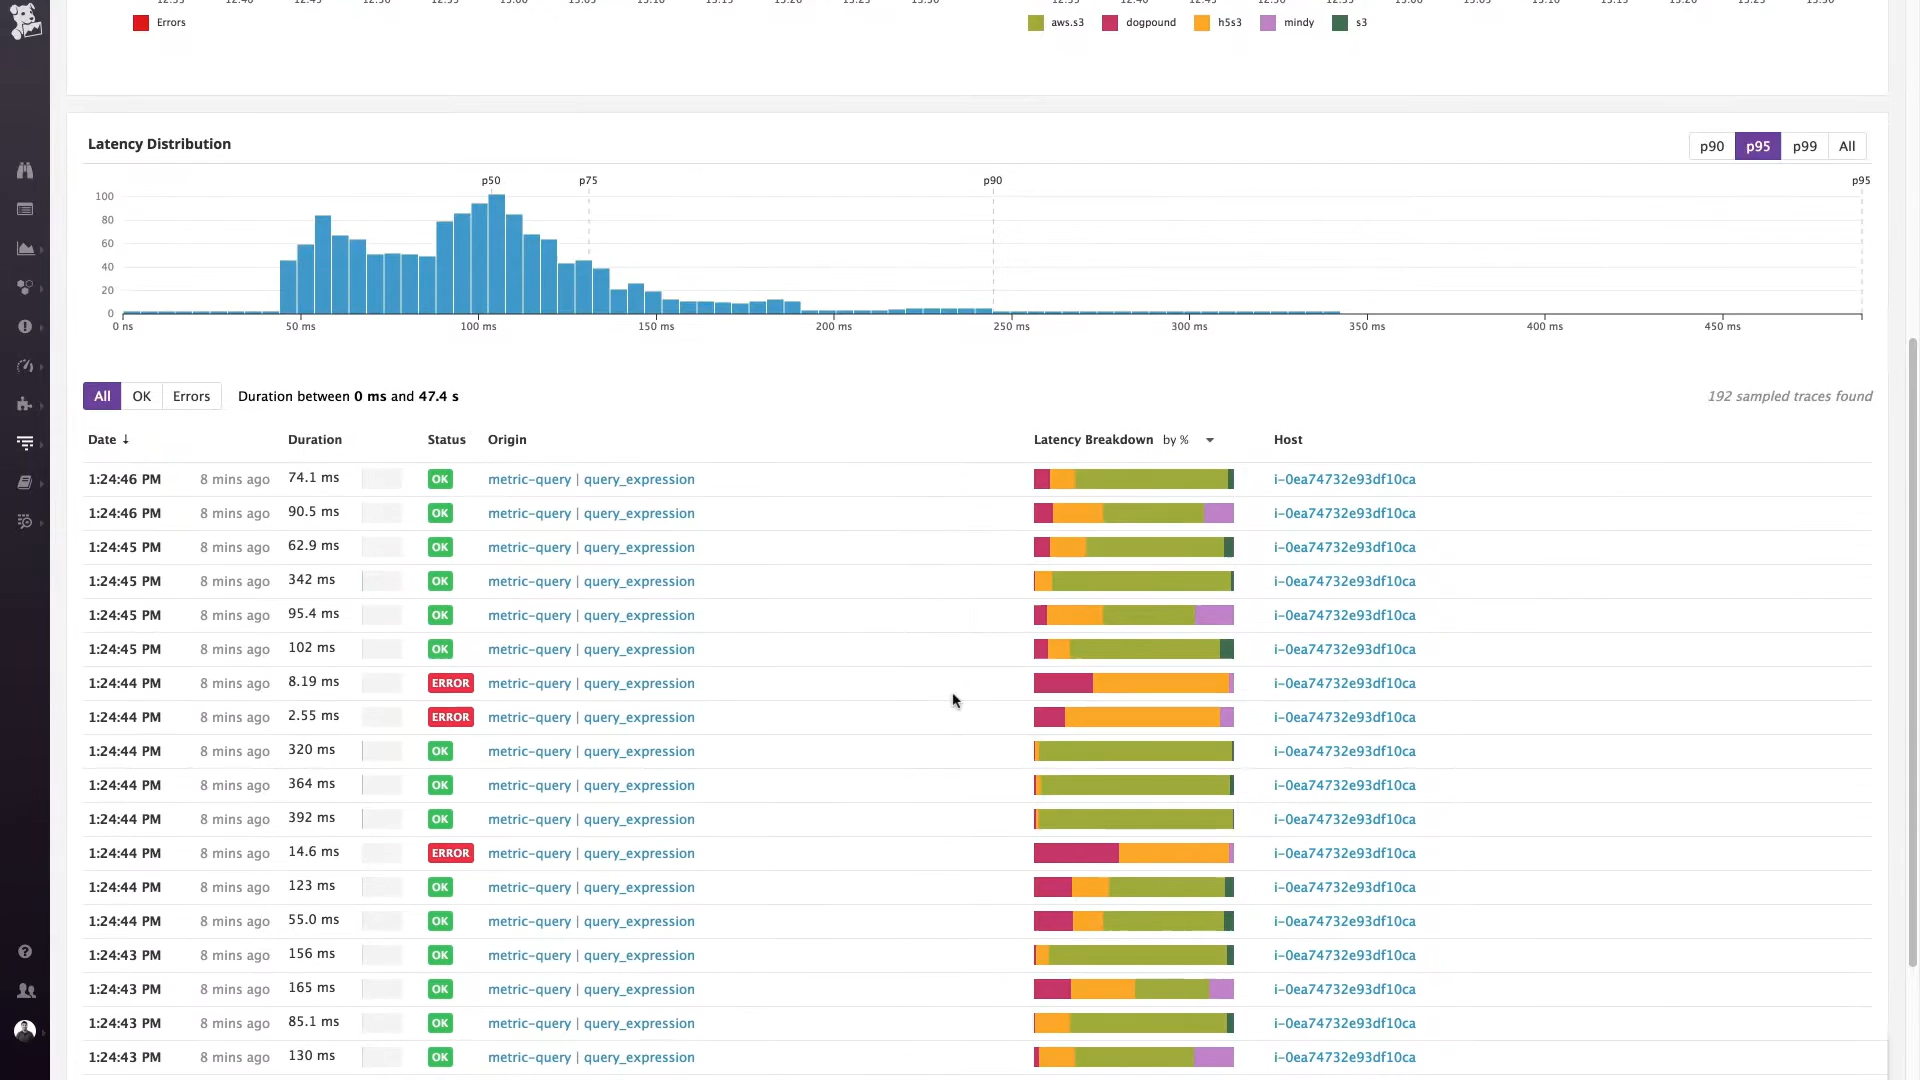 Errors
aws.s3 dogpound h5s3 mindy s3
Latency Distribution
p90 p95 p99 All
p50 p75 p90 p95
100
80
60
40
20
0
0 ns 50 ms 100 ms 150 ms 200 ms 250 ms 300 ms 350 ms 400 ms 450 ms
All OK Errors Duration between 0 ms and 47.4 s 192 sampled traces found
Date ↓ Duration Status Origin Latency Breakdown by % Host
1:24:46 PM 8 mins ago 74.1 ms OK metric-query | query_expression i-0ea74732e93df10ca
1:24:46 PM 8 mins ago 90.5 ms OK metric-query | query_expression i-0ea74732e93df10ca
1:24:45 PM 8 mins ago 62.9 ms OK metric-query | query_expression i-0ea74732e93df10ca
1:24:45 PM 8 mins ago 342 ms OK metric-query | query_expression i-0ea74732e93df10ca
1:24:45 PM 8 mins ago 95.4 ms OK metric-query | query_expression i-0ea74732e93df10ca
1:24:45 PM 8 mins ago 102 ms OK metric-query | query_expression i-0ea74732e93df10ca
1:24:44 PM 8 mins ago 8.19 ms ERROR metric-query | query_expression i-0ea74732e93df10ca
1:24:44 PM 8 mins ago 2.55 ms ERROR metric-query | query_expression i-0ea74732e93df10ca
1:24:44 PM 8 mins ago 320 ms OK metric-query | query_expression i-0ea74732e93df10ca
1:24:44 PM 8 mins ago 364 ms OK metric-query | query_expression i-0ea74732e93df10ca
1:24:44 PM 8 mins ago 392 ms OK metric-query | query_expression i-0ea74732e93df10ca
1:24:44 PM 8 mins ago 14.6 ms ERROR metric-query | query_expression i-0ea74732e93df10ca
1:24:44 PM 8 mins ago 123 ms OK metric-query | query_expression i-0ea74732e93df10ca
1:24:44 PM 8 mins ago 55.0 ms OK metric-query | query_expression i-0ea74732e93df10ca
1:24:43 PM 8 mins ago 156 ms OK metric-query | query_expression i-0ea74732e93df10ca
1:24:43 PM 8 mins ago 165 ms OK metric-query | query_expression i-0ea74732e93df10ca
1:24:43 PM 8 mins ago 85.1 ms OK metric-query | query_expression i-0ea74732e93df10ca
1:24:43 PM 8 mins ago 130 ms OK metric-query | query_expression i-0ea74732e93df10ca